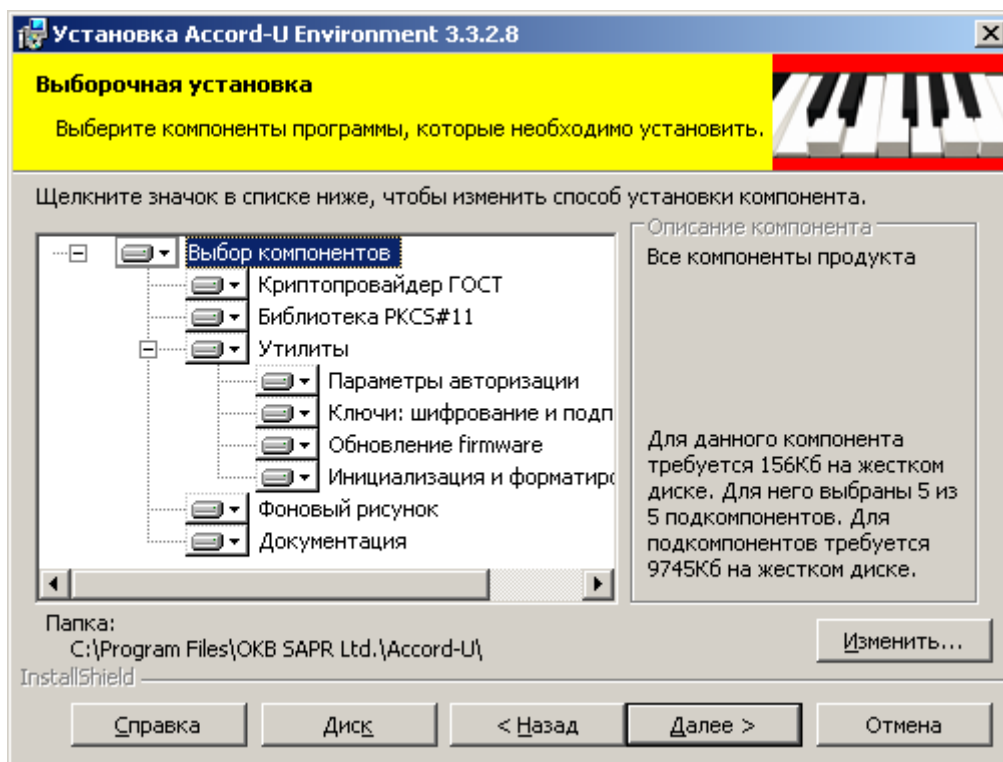 Установка Accord-U Environment 3.3.2.8
Выборочная установка
Выберите компоненты программы, которые необходимо установить.
Щелкните значок в списке ниже, чтобы изменить способ установки компонента.
Выбор компонентов
Криптопровайдер ГОСТ
Библиотека PKCS#11
Утилиты
Параметры авторизации
Ключи: шифрование и подп
Обновление firmware
Инициализация и форматиро
Фоновый рисунок
Документация
Описание компонента
Все компоненты продукта
Для данного компонента
требуется 156Кб на жестком
диске. Для него выбраны 5 из
5 подкомпонентов. Для
подкомпонентов требуется
9745Кб на жестком диске.
Папка:
C:\Program Files\OKB SAPR Ltd.\Accord-U\
Изменить...
InstallShield
Справка
Диск
< Назад
Далее >
Отмена